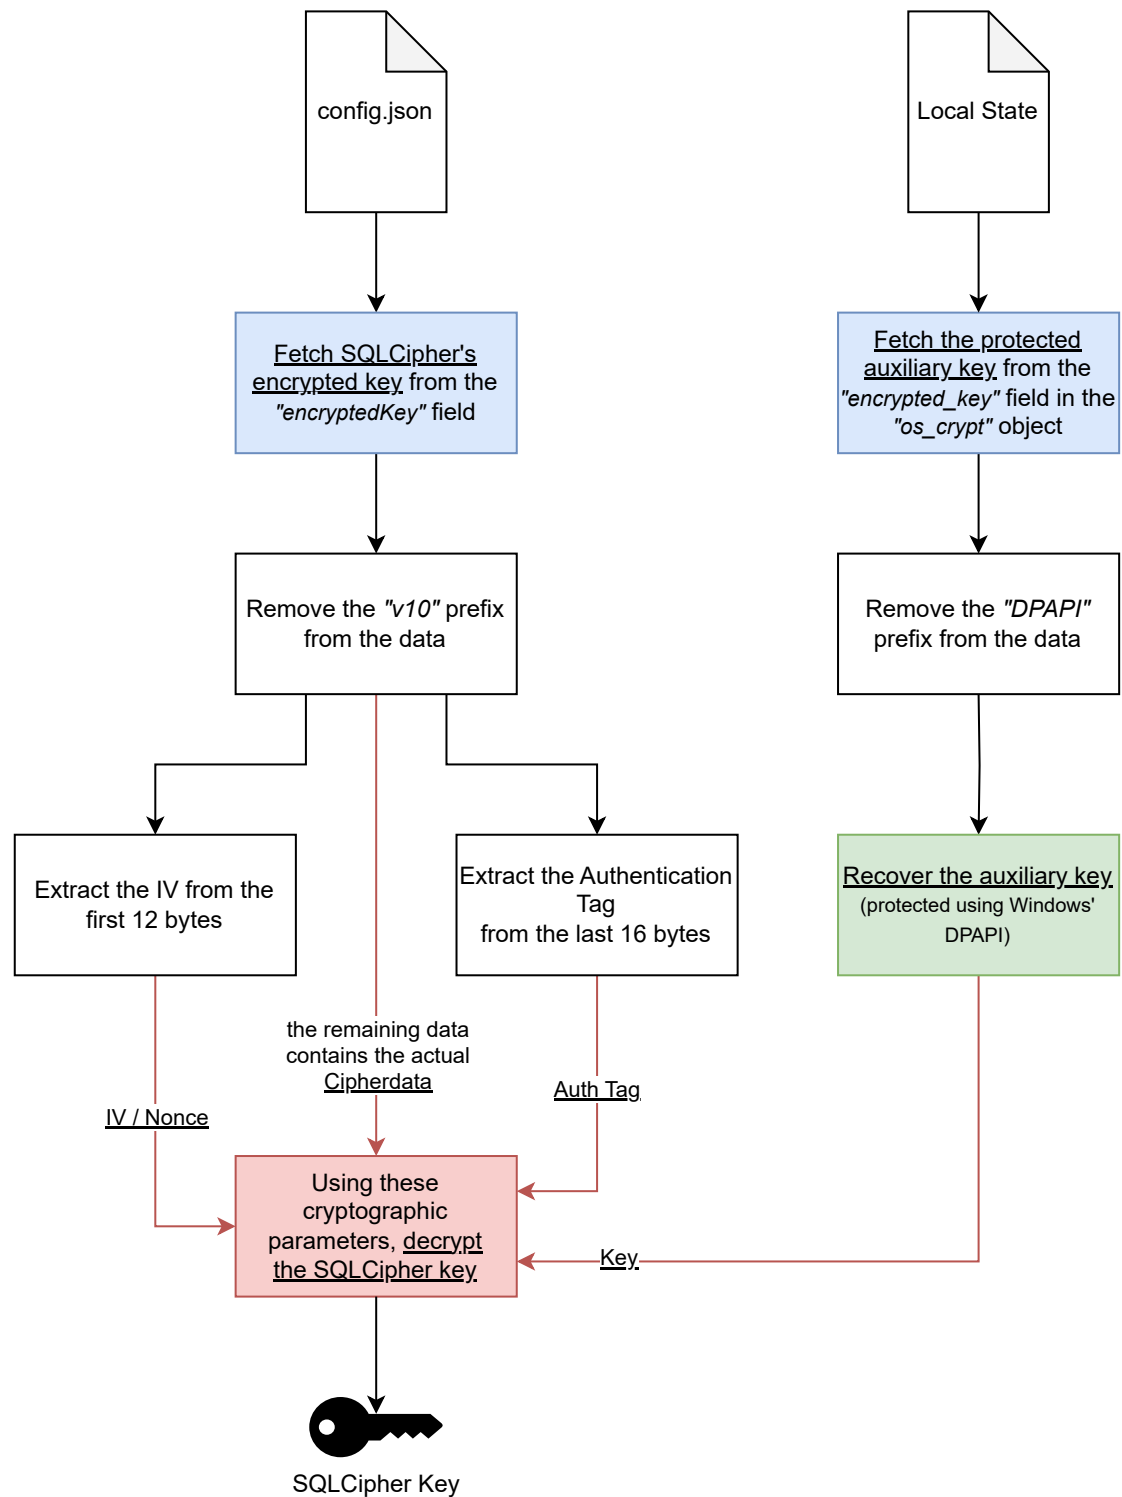 config.json
Local State
Fetch SQLCipher's
encrypted key from the
"encryptedKey" field
Fetch the protected
auxiliary key from the
"encrypted_key" field in the
"os_crypt" object
Remove the "v10" prefix
from the data
Remove the "DPAPI"
prefix from the data
Extract the IV from the
first 12 bytes
Extract the Authentication
Tag
from the last 16 bytes
Recover the auxiliary key
(protected using Windows'
DPAPI)
the remaining data
contains the actual
Cipherdata
Auth Tag
IV / Nonce
Using these
cryptographic
parameters, decrypt
the SQLCipher key
Key
SQLCipher Key